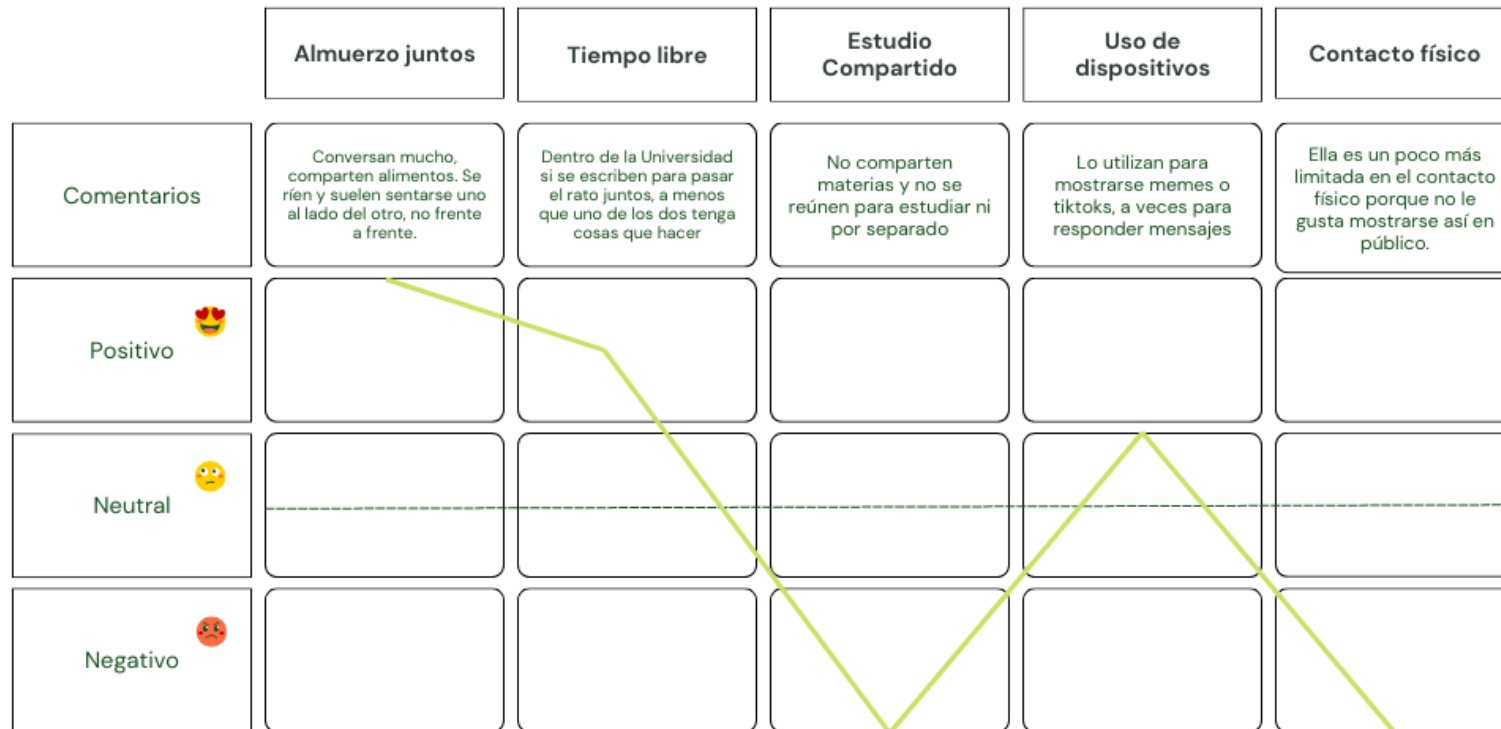 Almuerzo juntos
Tiempo libre
Estudio
Compartido
Uso de
dispositivos
Contacto físico
Comentarios
Conversan mucho,
comparten alimentos. Se
ríen y suelen sentarse uno
al lado del otro, no frente
a frente.
Dentro de la Universidad
si se escriben para pasar
el rato juntos, a menos
que uno de los dos tenga
cosas que hacer
No comparten
materias y no se
reúnen para estudiar ni
por separado
Lo utilizan para
mostrarse memes o
tiktoks, a veces para
responder mensajes
Ella es un poco más
limitada en el contacto
físico porque no le
gusta mostrarse así en
público.
Positivo
Neutral
Negativo